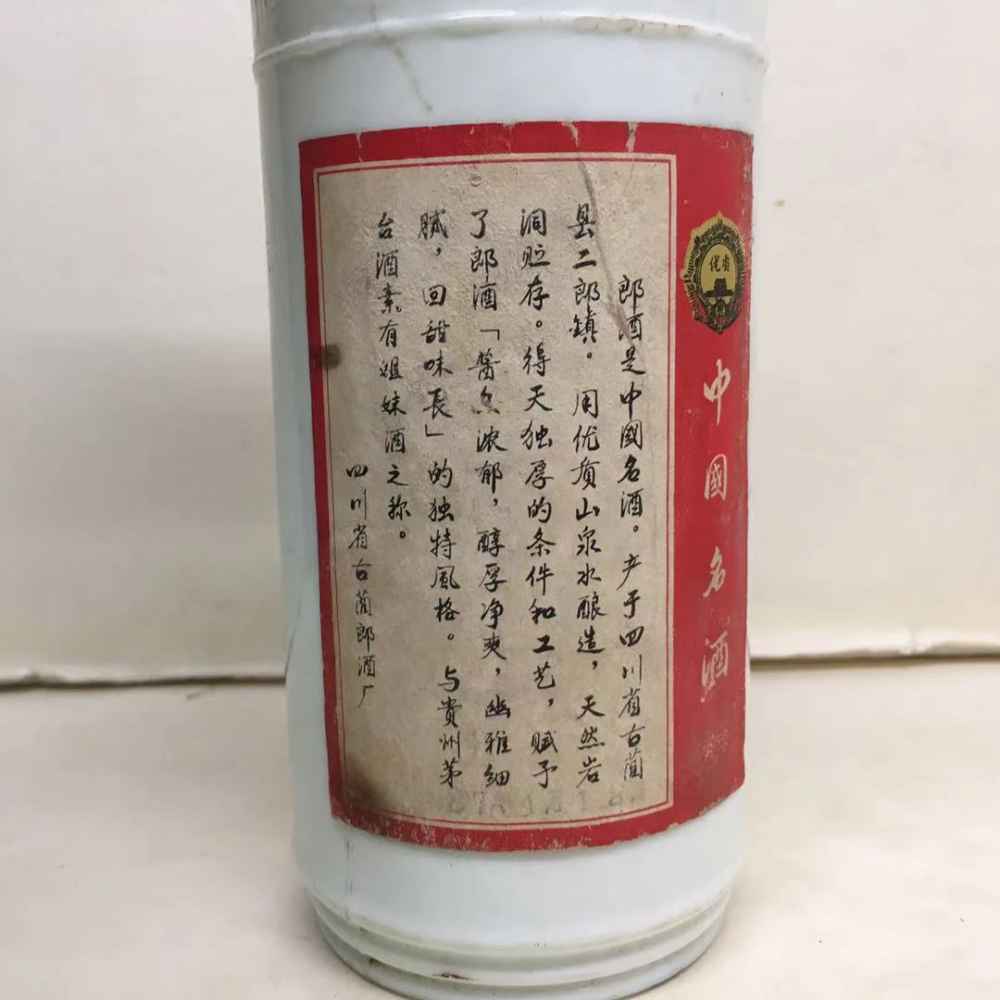 优质
中國名酒
郎酒是中國名酒。产于四川省古蔺
县二郎鎮。用优质山泉水酿造，天然岩
洞贮存。得天独厚的条件和工艺，赋予
了郎酒「酱香浓郁，醇厚净爽，幽雅细
腻，回甜味長」的独特風格。与貴州茅
台酒素有姐妹酒之称。
四川省古蔺郎酒厂